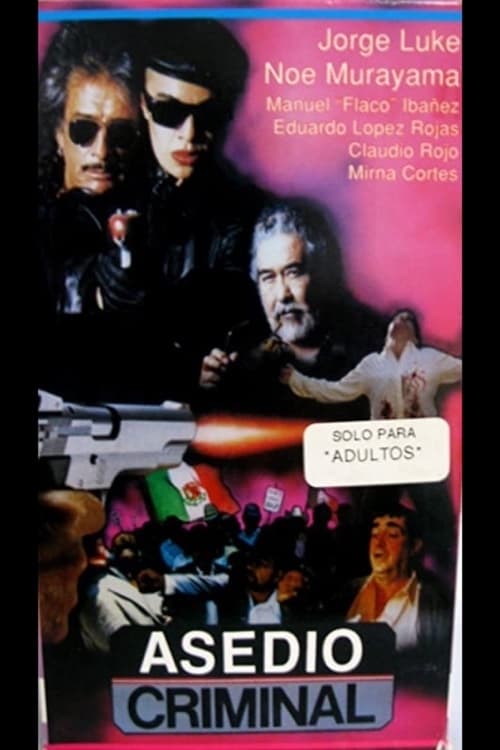 Jorge Luke
Noe Murayama
Manuel "Flaco" Ibañez
Eduardo Lopez Rojas
Claudio Rojo
Mirna Cortes
SOLO PARA
"ADULTOS"
ASEDIO
CRIMINAL